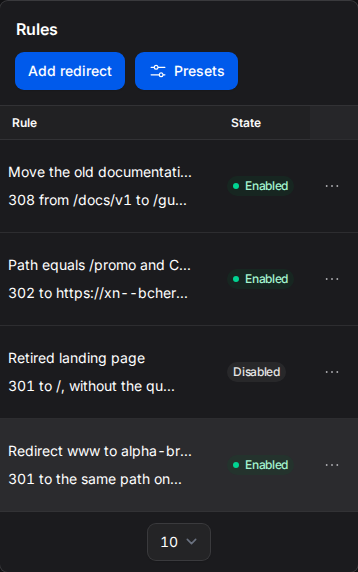 Rules
Add redirect Presets
Rule State
Move the old documentati...
308 from /docs/v1 to /gu...
Enabled
Path equals /promo and C...
302 to https://xn--bcher...
Enabled
Retired landing page
301 to /, without the qu...
Disabled
Redirect www to alpha-br...
301 to the same path on...
Enabled
10